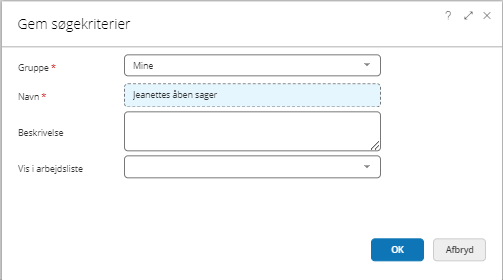 Gem søgekriterier
?
Gruppe *
Mine
Navn *
Jeanettes åben sager
Beskrivelse
Vis i arbejdsliste
OK
Afbryd